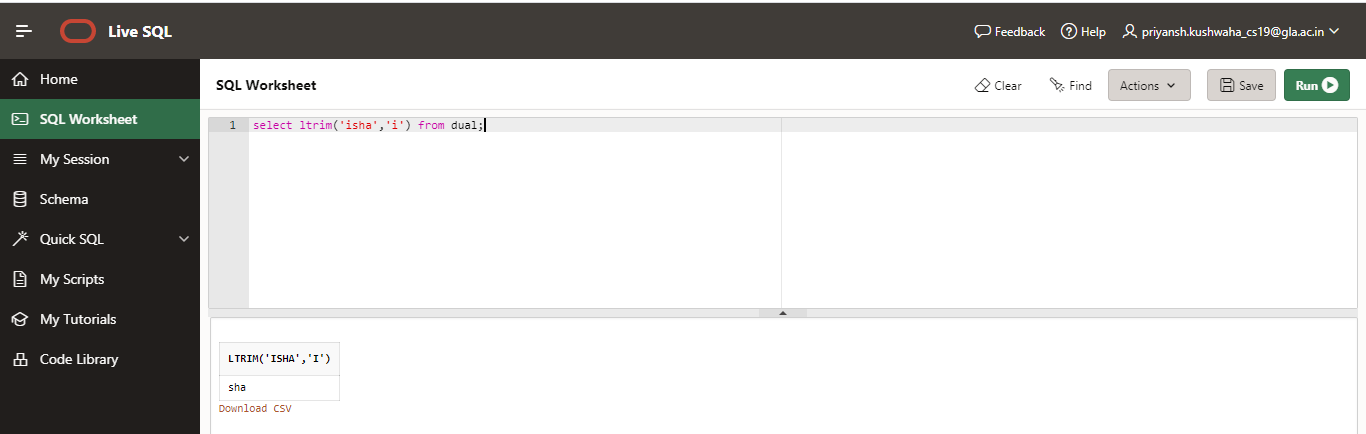 Live SQL
Feedback
Help
priyansh.kushwaha_cs19@gla.ac.in
Home
SQL Worksheet
My Session
Schema
Quick SQL
My Scripts
My Tutorials
Code Library
SQL Worksheet
Clear
Find
Actions
Save
Run
1 select ltrim('isha','i') from dual;
LTRIM('ISHA','I')
sha
Download CSV